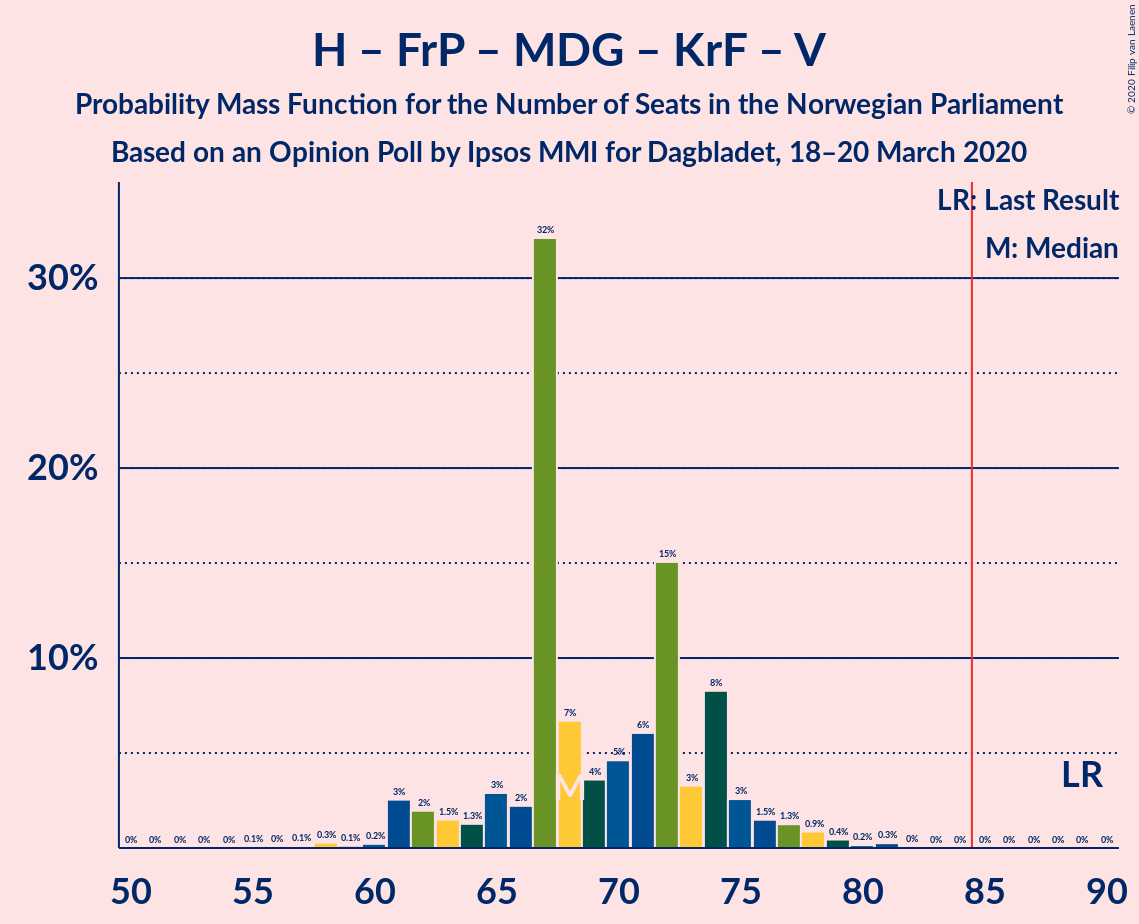 H – FrP – MDG – KrF – V
Probability Mass Function for the Number of Seats in the Norwegian Parliament
Based on an Opinion Poll by Ipsos MMI for Dagbladet, 18–20 March 2020
© 2020 Filip van Laenen
LR: Last Result
M: Median
30%
20%
10%
0% 0% 0% 0% 0% 0.1% 0% 0.1% 0.3% 0.1% 0.2% 3% 2% 1.5% 1.3% 3% 2% 32% 7% 4% 5% 6% 15% 3% 8% 3% 1.5% 1.3% 0.9% 0.4% 0.2% 0.3% 0% 0% 0% 0% 0% 0% 0% 0% 0%
M
LR
50 55 60 65 70 75 80 85 90